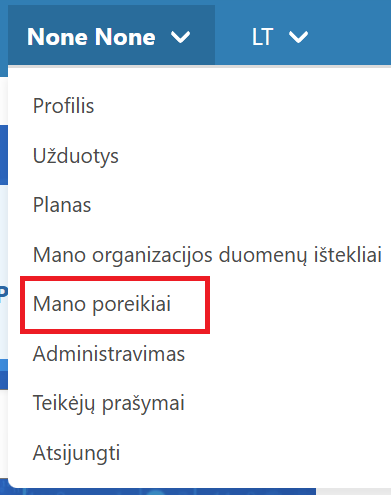 None None
LT
Profilis
Užduotys
Planas
Mano organizacijos duomenų ištekliai
Mano poreikiai
Administravimas
Teikėjų prašymai
Atsijungti